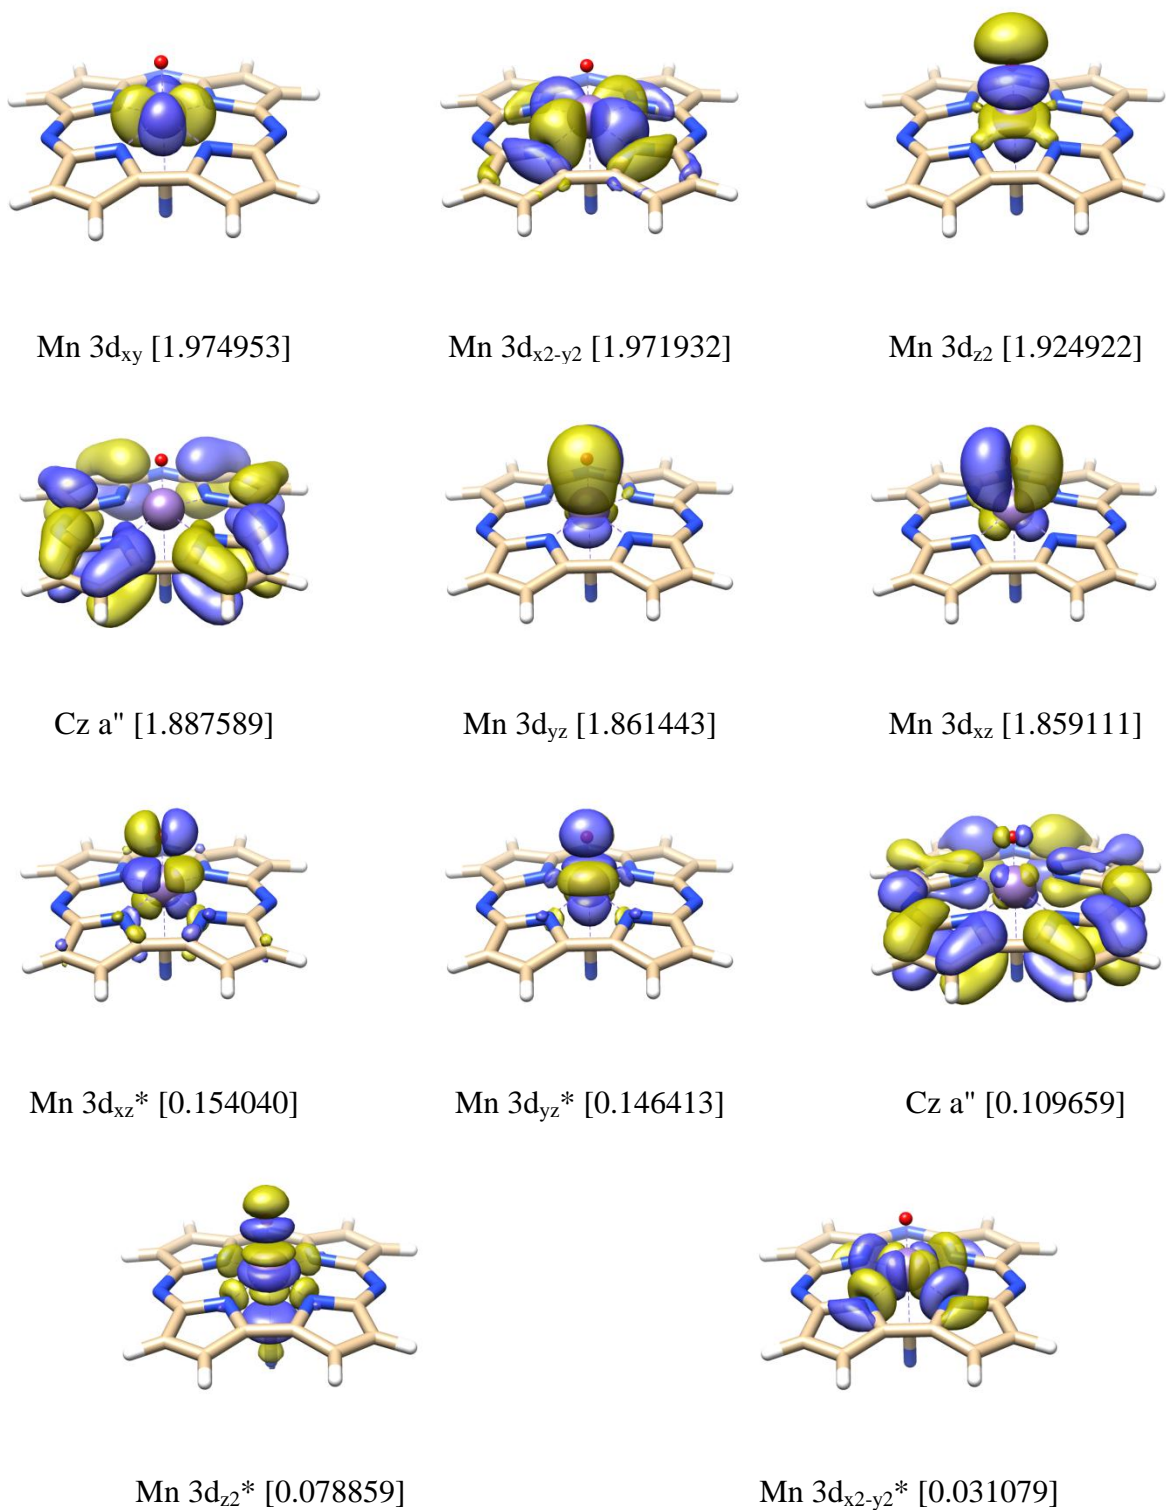 Mn 3dxy [1.974953] Mn 3dx2-y2 [1.971932] Mn 3dz2 [1.924922]
Cz a" [1.887589] Mn 3dyz [1.861443] Mn 3dxz [1.859111]
Mn 3dxz* [0.154040] Mn 3dyz* [0.146413] Cz a" [0.109659]
Mn 3dz2* [0.078859] Mn 3dx2-y2* [0.031079]